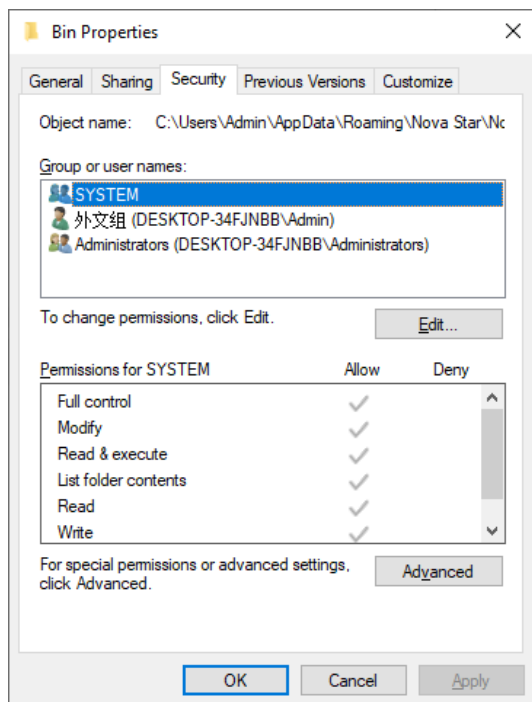 Bin Properties
General Sharing Security Previous Versions Customize
Object name: C:\Users\Admin\AppData\Roaming\Nova Star\Nc
Group or user names:
SYSTEM
外文组 (DESKTOP-34FJNBB\Admin)
Administrators (DESKTOP-34FJNBB\Administrators)
To change permissions, click Edit.
Edit...
Permissions for SYSTEM Allow Deny
Full control
Modify
Read & execute
List folder contents
Read
Write
For special permissions or advanced settings,
click Advanced.
Advanced
OK Cancel Apply